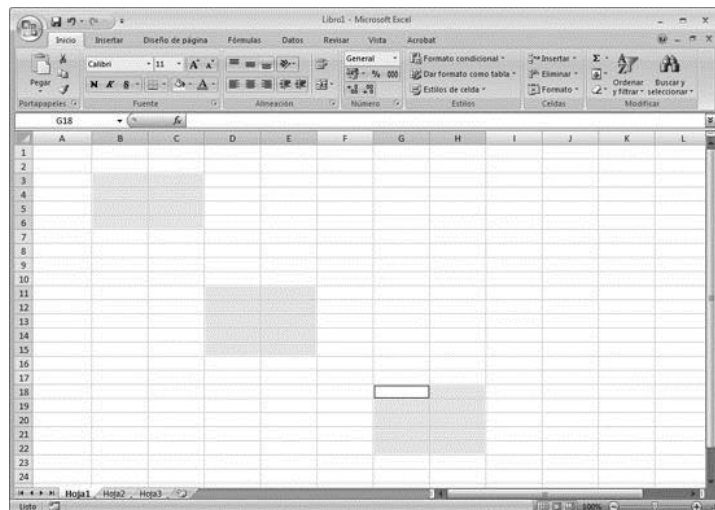 Libro1 - Microsoft Excel
Inicio Insertar Diseño de página Fórmulas Datos Revisar Vista Acrobat
Pegar
Calibri 11
N K S
General
% 000
Formato condicional
Dar formato como tabla
Estilos de celda
Insertar
Eliminar
Formato
Σ
Ordenar y filtrar
Buscar y seleccionar
Portapapeles Fuente Alineación Número Estilos Celdas Modificar
G18 fx
A B C D E F G H I J K L
1
2
3
4
5
6
7
8
9
10
11
12
13
14
15
16
17
18
19
20
21
22
23
24
Hoja1 Hoja2 Hoja3
Listo 100%